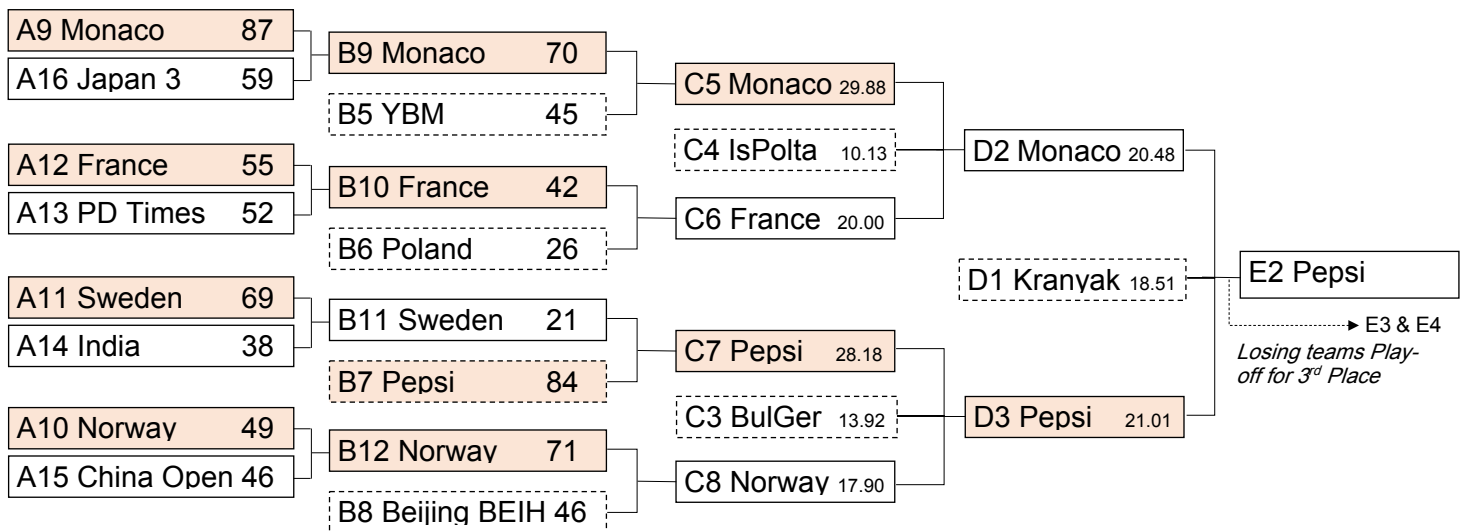 A9 Monaco 87
A16 Japan 3 59
A12 France 55
A13 PD Times 52
A11 Sweden 69
A14 India 38
A10 Norway 49
A15 China Open 46
B9 Monaco 70
B5 YBM 45
B10 France 42
B6 Poland 26
B11 Sweden 21
B7 Pepsi 84
B12 Norway 71
B8 Beijing BEIH 46
C5 Monaco 29.88
C4 IsPolta 10.13
C6 France 20.00
C7 Pepsi 28.18
C3 BulGer 13.92
C8 Norway 17.90
D2 Monaco 20.48
D1 Kranyak 18.51
D3 Pepsi 21.01
E2 Pepsi
E3 & E4
Losing teams Play-
off for 3rd Place